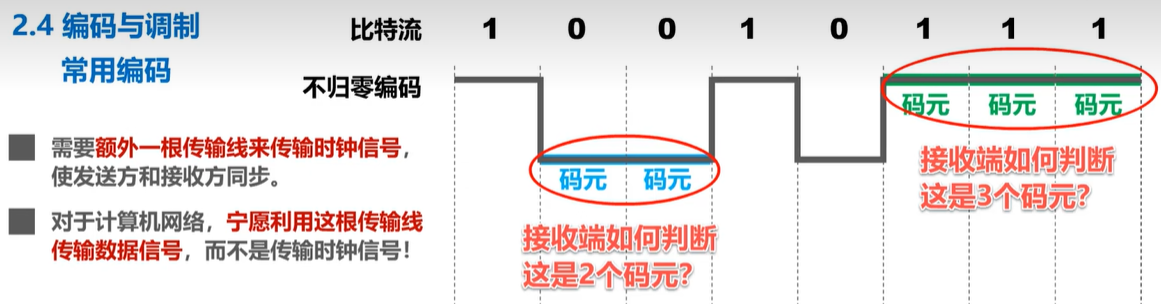 2.4 编码与调制
常用编码
比特流 1 0 0 1 0 1 1 1
不归零编码
码元 码元 码元
码元 码元
需要额外一根传输线来传输时钟信号，
使发送方和接收方同步。
对于计算机网络，宁愿利用这根传输线
传输数据信号，而不是传输时钟信号！
接收端如何判断
这是2个码元？
接收端如何判断
这是3个码元？